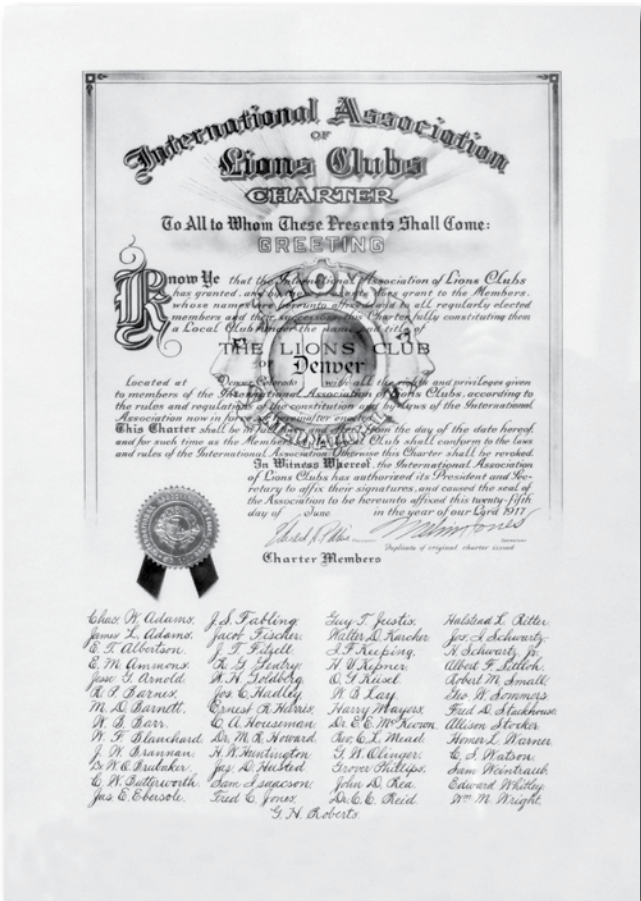 International Association
OF
Lions Clubs
CHARTER
To All to Whom These Presents Shall Come:
GREETING
Know Ye that the International Association of Lions Clubs
has granted, and by these presents does grant to the Members,
whose names are hereunto affixed and to all regularly elected
members and their successors, this Charter fully constituting them
a Local Club under the name and title of
THE LIONS CLUB
OF Denver
Located at Denver, Colorado with all the rights and privileges given
to members of the International Association of Lions Clubs, according to
the rules and regulations of the constitution and by-laws of the International
Association now in force or hereinafter enacted.
This Charter shall be in full force and effect from the day of the date hereof,
and for such time as the Members of said Local Club shall conform to the laws
and rules of the International Association. Otherwise this Charter shall be revoked.
In Witness Whereof, the International Association
of Lions Clubs has authorized its President and Sec-
retary to affix their signatures, and caused the seal of
the Association to be hereunto affixed this twenty-fifth
day of June in the year of our Lord 1917
Melvin Jones
Duplicate of original charter issued
Charter Members
Chas. W. Adams.
James L. Adams.
E. T. Albertson.
E. M. Ammons.
Jesse G. Arnold.
R. P. Barnes.
M. D. Barnett.
W. B. Barr.
W. F. Blanchard.
J. W. Brannan.
Dr. W. E. Brubaker.
C. W. Butterworth.
Jas. E. Ebersole.
J. S. Fabling.
Jacob Fischer.
J. T. Fitzell
R. G. Gentry.
W. H. Goldberg.
Jos. C. Hadley.
Ernest R. Harris.
C. A. Houseman.
Dr. M. R. Howard.
H. W. Huntington.
Jas. D. Husted
Sam Isaacson.
Fred C. Jones.
Guy T. Justis.
Walter D. Karcher
I. F. Keeping.
H. V. Kepner.
O. G. Keisel.
W. B. Lay.
Harry Mayers.
Dr. E. E. McKeown.
Rev. C. L. Mead.
G. W. Olinger.
Grover Phillips.
John D. Rea.
Dr. C. E. Reid.
Halstead L. Ritter.
Jos. J. Schwartz
H. Schwartz, Jr.
Albert F.
Robert M. Small.
Geo. W. Sommers.
Fred D. Stackhouse.
Allison Stocker.
Homer L. Warner.
C. S. Watson.
Sam Weintraub.
Edward Whitley.
Wm. M. Wright.
G. H. Roberts.
LIONS
INTERNATIONAL